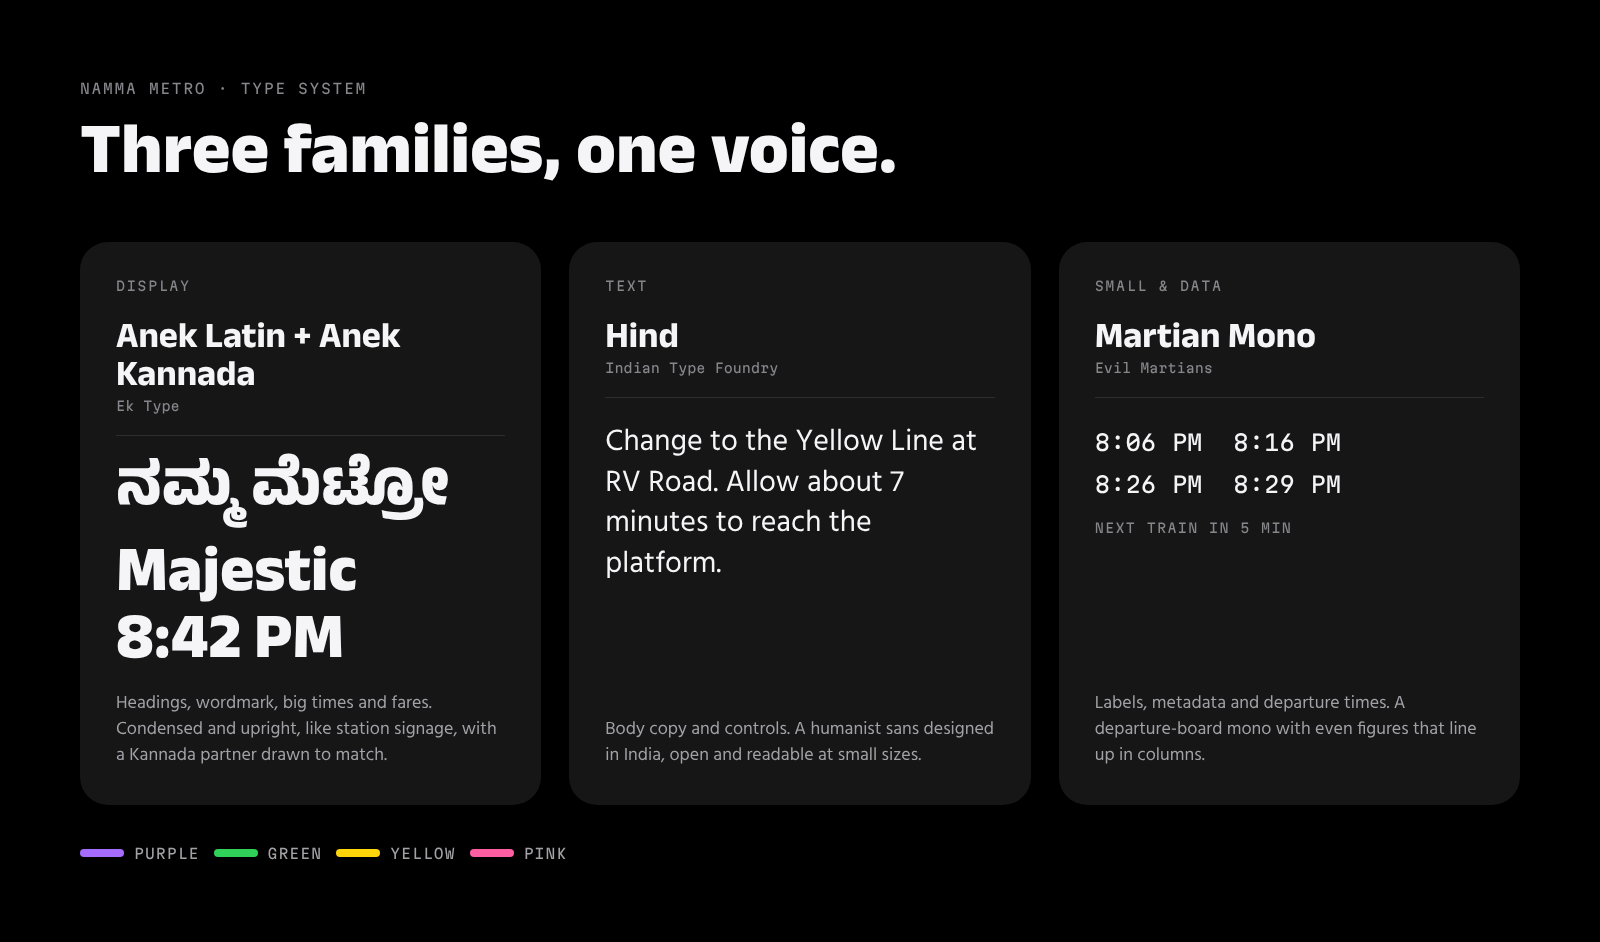 NAMMA METRO · TYPE SYSTEM
Three families, one voice.
DISPLAY
Anek Latin + Anek
Kannada
Ek Type
ನಮ್ಮ ಮೆಟ್ರೋ
Majestic
8:42 PM
Headings, wordmark, big times and fares.
Condensed and upright, like station signage, with
a Kannada partner drawn to match.
TEXT
Hind
Indian Type Foundry
Change to the Yellow Line at
RV Road. Allow about 7
minutes to reach the
platform.
Body copy and controls. A humanist sans designed
in India, open and readable at small sizes.
SMALL & DATA
Martian Mono
Evil Martians
8:06 PM 8:16 PM
8:26 PM 8:29 PM
NEXT TRAIN IN 5 MIN
Labels, metadata and departure times. A
departure-board mono with even figures that line
up in columns.
PURPLE GREEN YELLOW PINK